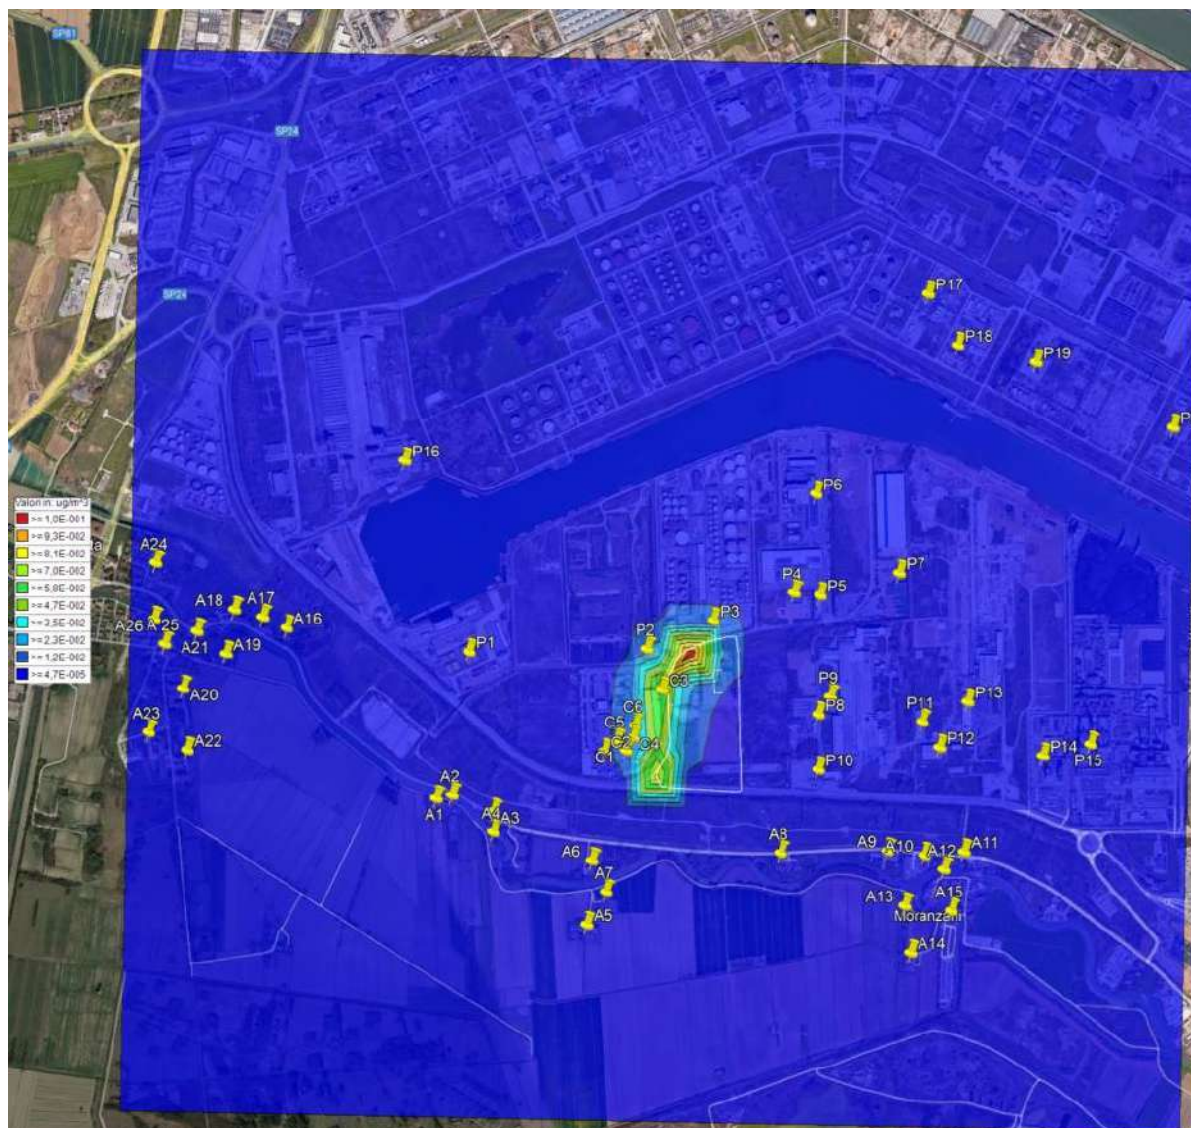 SP81
SP24
SP24
P17
P18
P19
P
P16
P6
Valori in: ug/m^3
>= 1,0E-001
>= 9,3E-002
>= 8,1E-002
>= 7,0E-002
>= 5,8E-002
>= 4,7E-002
>= 3,5E-002
>= 2,3E-002
>= 1,2E-002
>= 4,7E-005
A24
P7
P4
P5
A18
A17
A16
P3
A26
A25
A21
A19
P2
P1
C3
A20
P9
P13
P8
P11
C6
C5
A23
A22
C2
C4
C1
P12
P14
P15
P10
A2
A1
A4
A3
A8
A9
A10
A11
A12
A6
A7
A13
A15
Moranzani
A5
A14